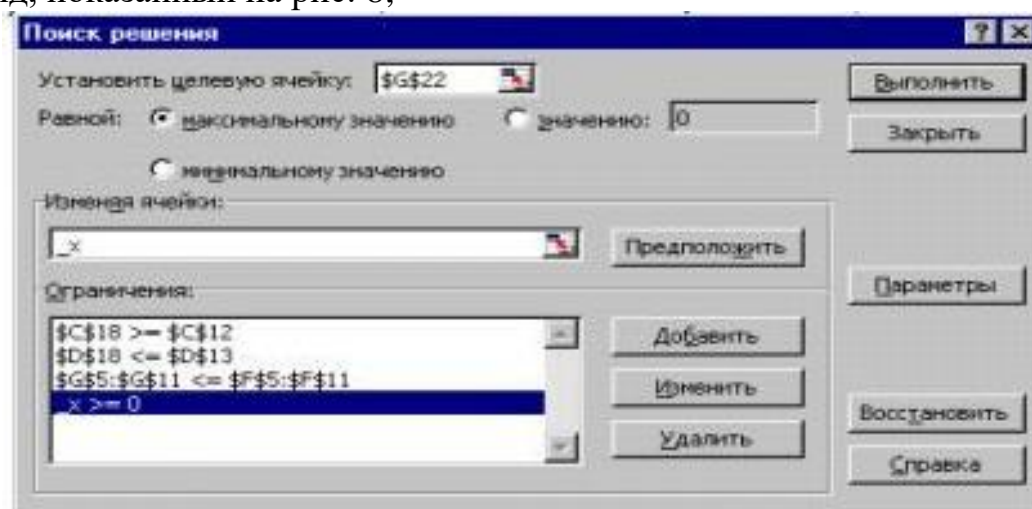 показанный на рис. 8,
Поиск решения
Установить целевую ячейку: $G$22
Равной: максимальному значению значению: 0
минимальному значению
Изменяя ячейки:
_x
Предположить
Ограничения:
$C$18 >= $C$12
$D$18 <= $D$13
$G$5:$G$11 <= $F$5:$F$11
_x >= 0
Добавить
Изменить
Удалить
Выполнить
Закрыть
Параметры
Восстановить
Справка